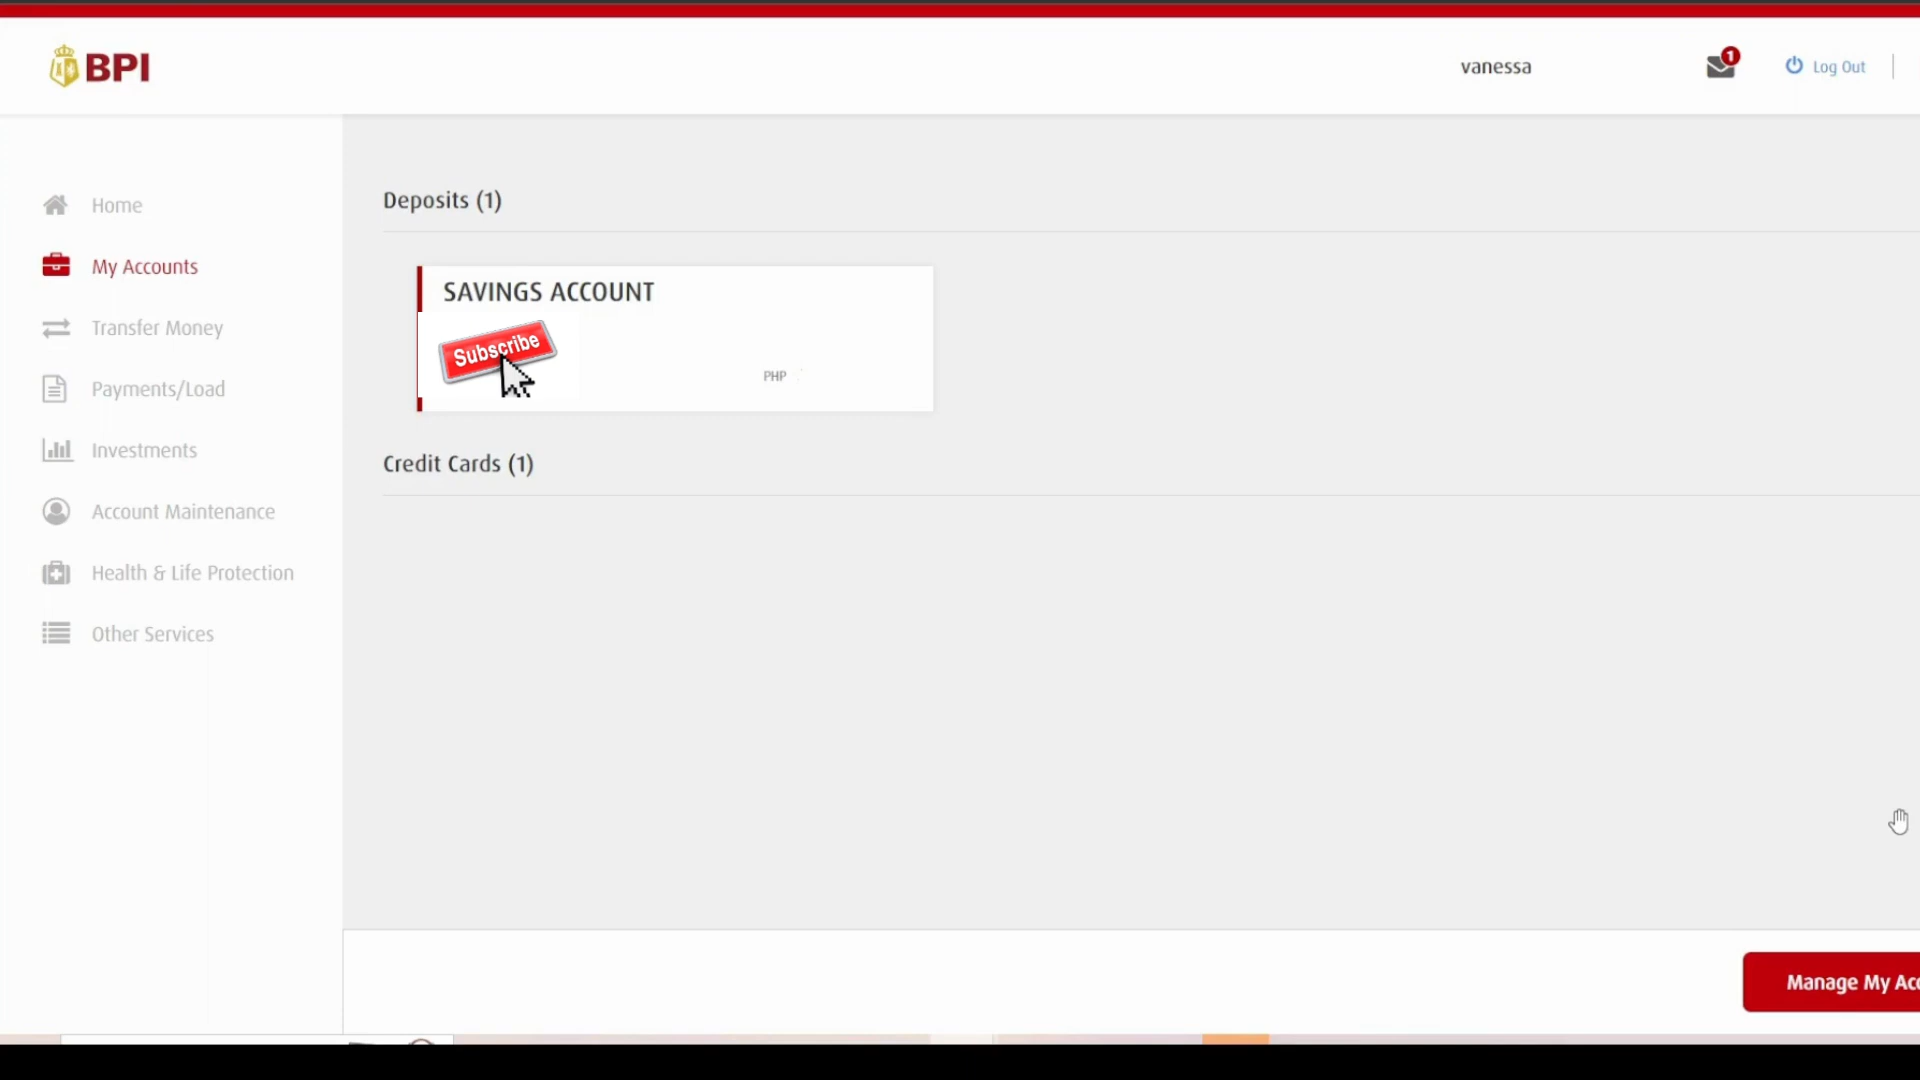 BPI
vanessa
1
Log Out
Home
My Accounts
Transfer Money
Payments/Load
Investments
Account Maintenance
Health & Life Protection
Other Services
Deposits (1)
SAVINGS ACCOUNT
Subscribe
PHP
Credit Cards (1)
Manage My Acc